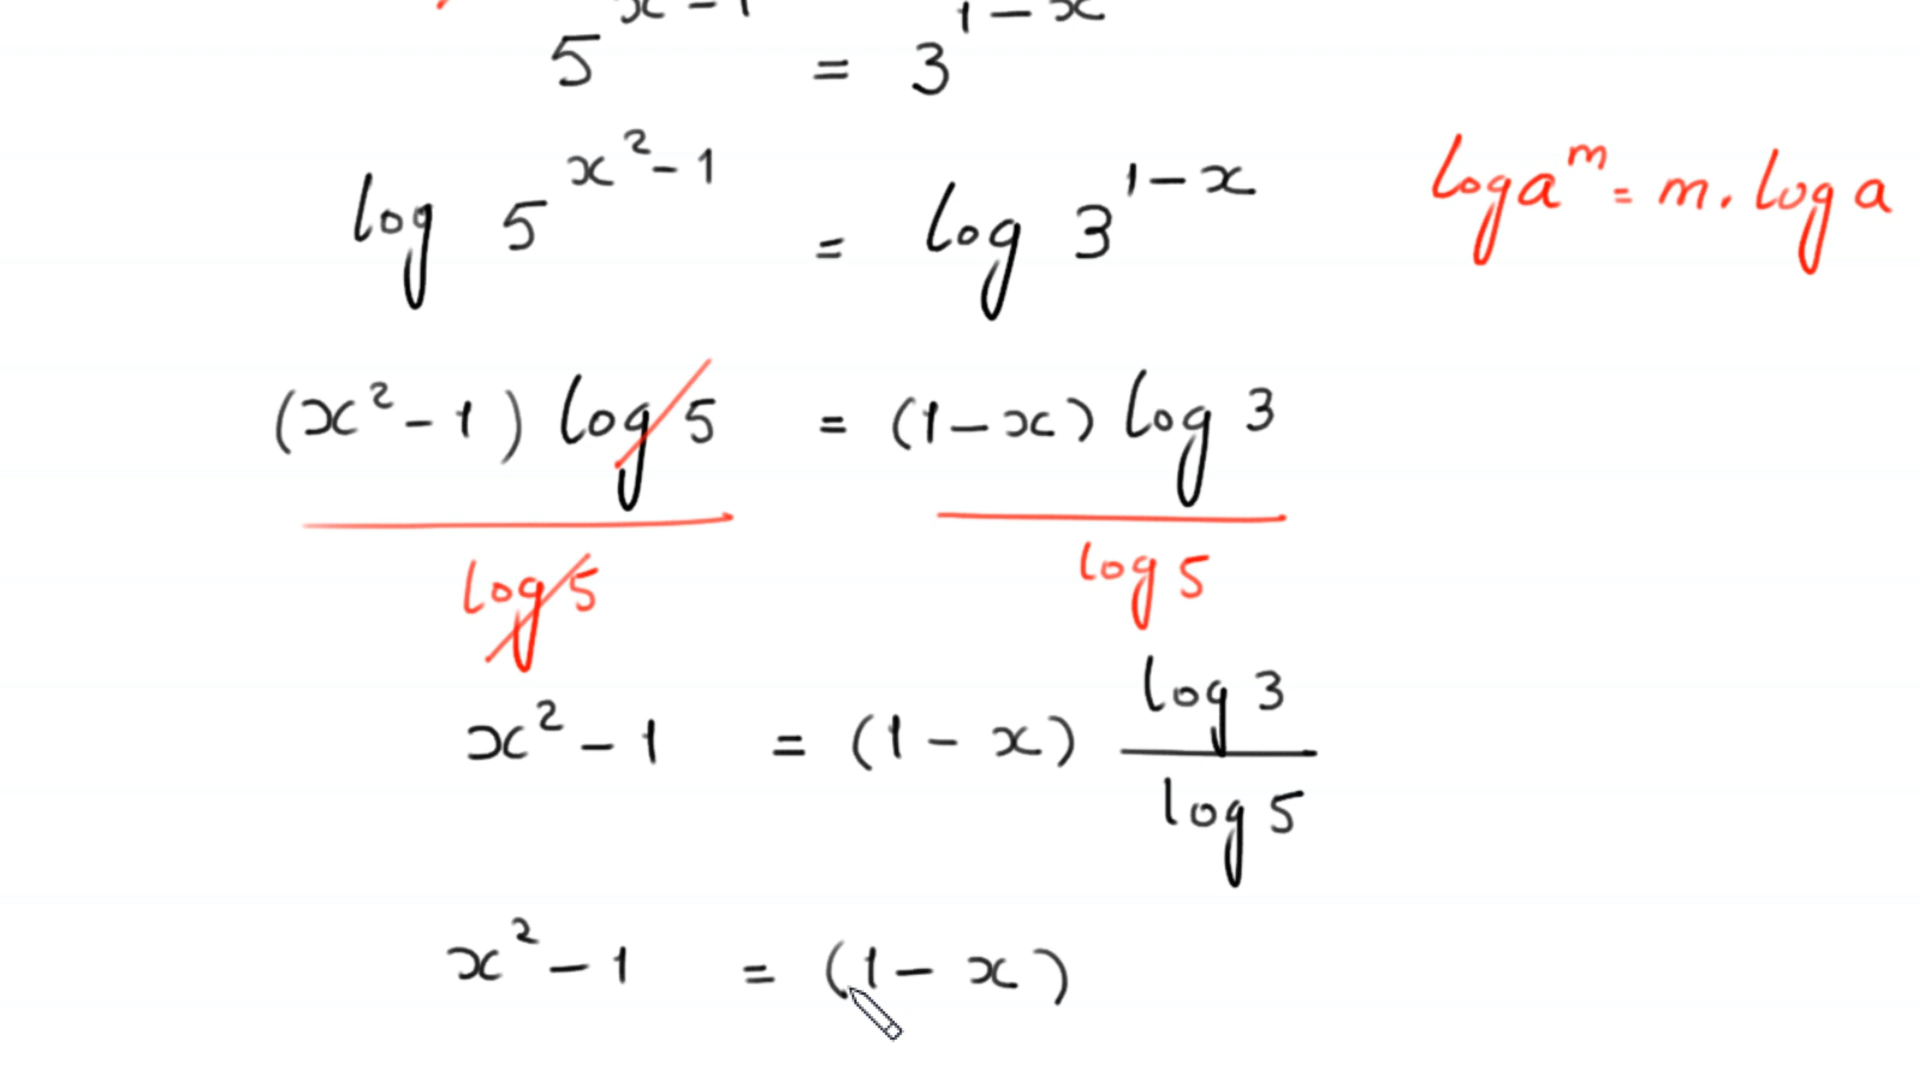 5^{x-1} = 3^{1-x}
log 5^{x²-1} = log 3^{1-x}
log a^m = m. log a
(x²-1) log 5 = (1-x) log 3
log 5 log 5
x²-1 = (1-x) log 3 / log 5
x²-1 = (1-x)